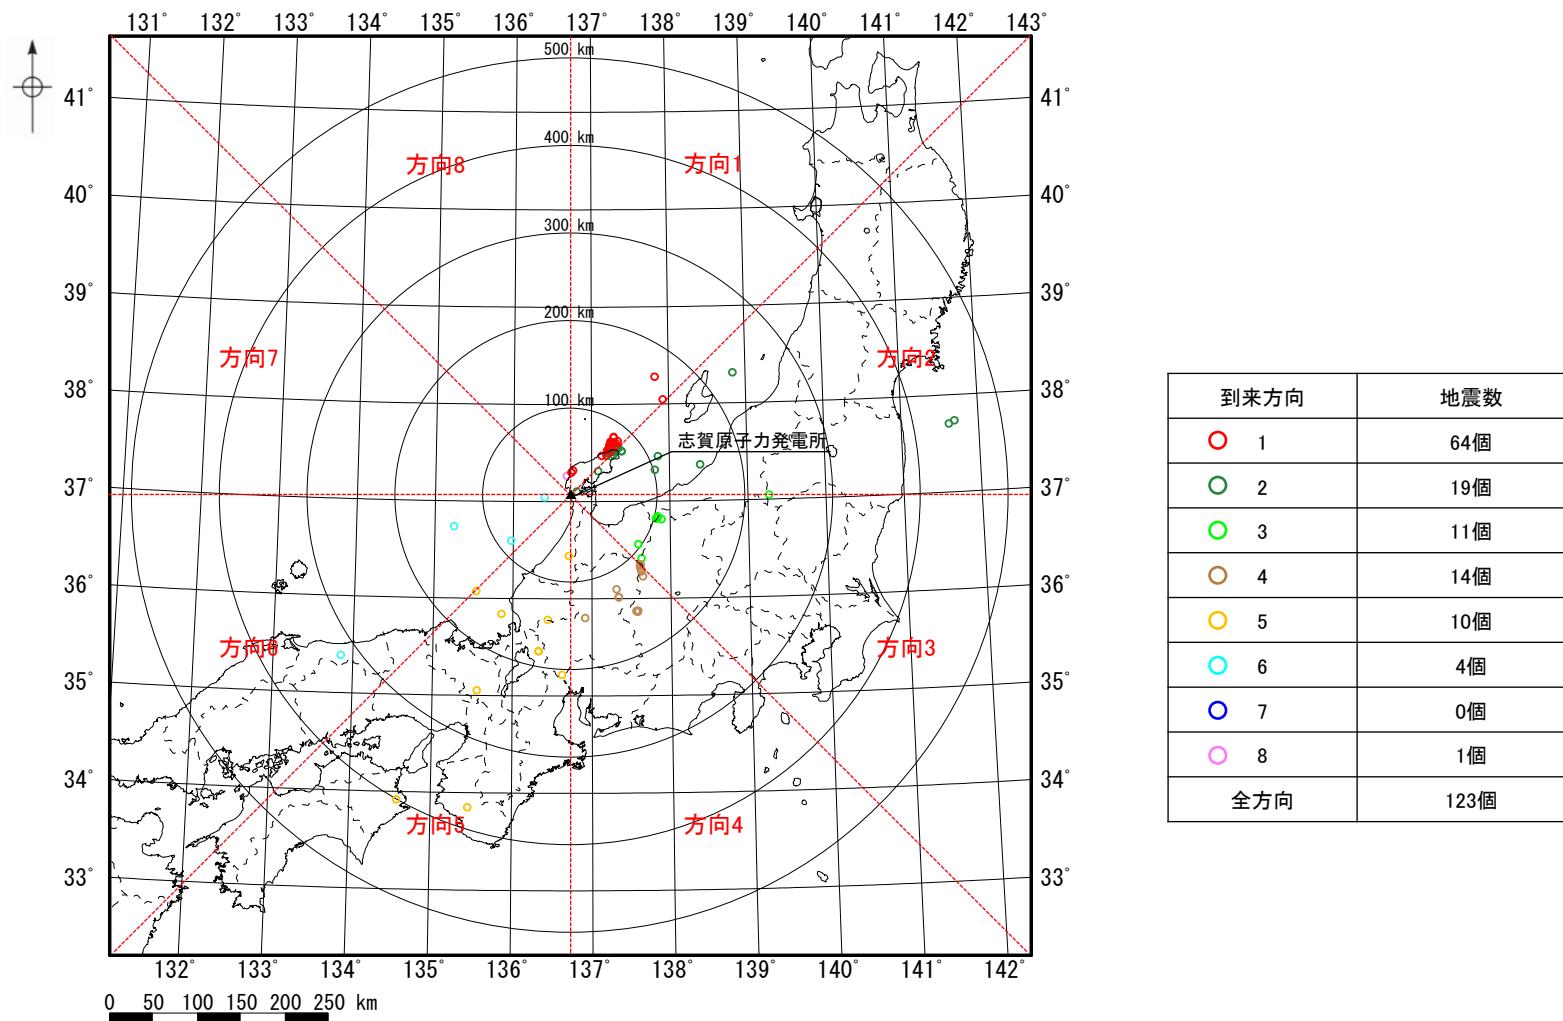 131° 132° 133° 134° 135° 136° 137° 138° 139° 140° 141° 142° 143°
500 km
41° 41°
400 km
方向8 方向1
40° 40°
300 km
39° 39°
200 km
方向7 方向2
38° 38°
100 km
志賀原子力発電所
37° 37°
36° 36°
方向6 方向3
35° 35°
34° 34°
方向5 方向4
33° 33°
132° 133° 134° 135° 136° 137° 138° 139° 140° 141° 142°
0 50 100 150 200 250 km
到来方向 地震数
1 64個
2 19個
3 11個
4 14個
5 10個
6 4個
7 0個
8 1個
全方向 123個